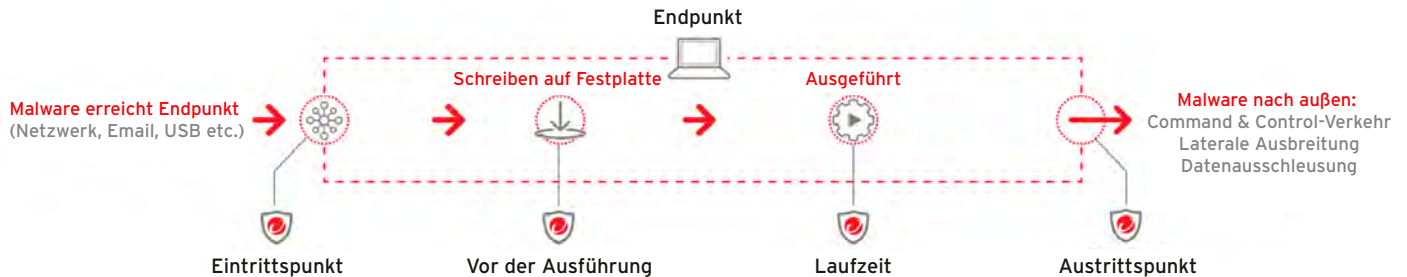 Endpunkt
Schreiben auf Festplatte
Ausgeführt
Malware erreicht Endpunkt
(Netzwerk, Email, USB etc.)
Malware nach außen:
Command & Control-Verkehr
Laterale Ausbreitung
Datenausschleusung
Eintrittspunkt
Vor der Ausführung
Laufzeit
Austrittspunkt